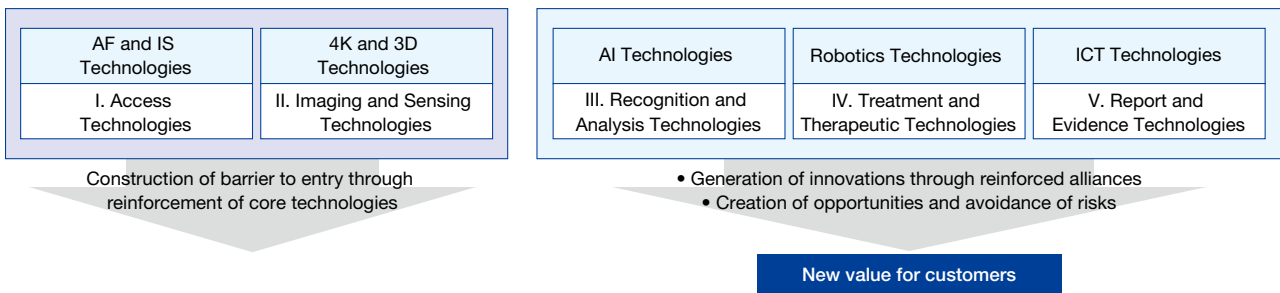 AF and IS
Technologies
I. Access
Technologies
4K and 3D
Technologies
II. Imaging and Sensing
Technologies
Construction of barrier to entry through
reinforcement of core technologies
AI Technologies
III. Recognition and
Analysis Technologies
Robotics Technologies
IV. Treatment and
Therapeutic Technologies
ICT Technologies
V. Report and
Evidence Technologies
• Generation of innovations through reinforced alliances
• Creation of opportunities and avoidance of risks
New value for customers